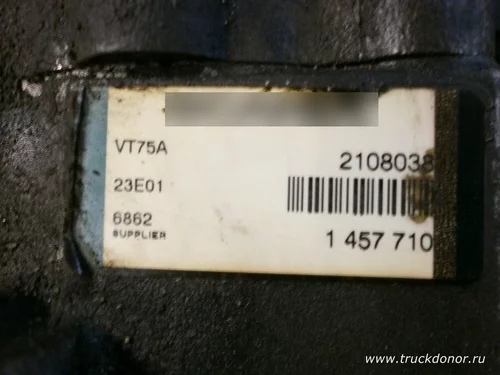 VT75A
2108038
23E01
6862
SUPPLIER
1 457 710
www.truckdonor.ru